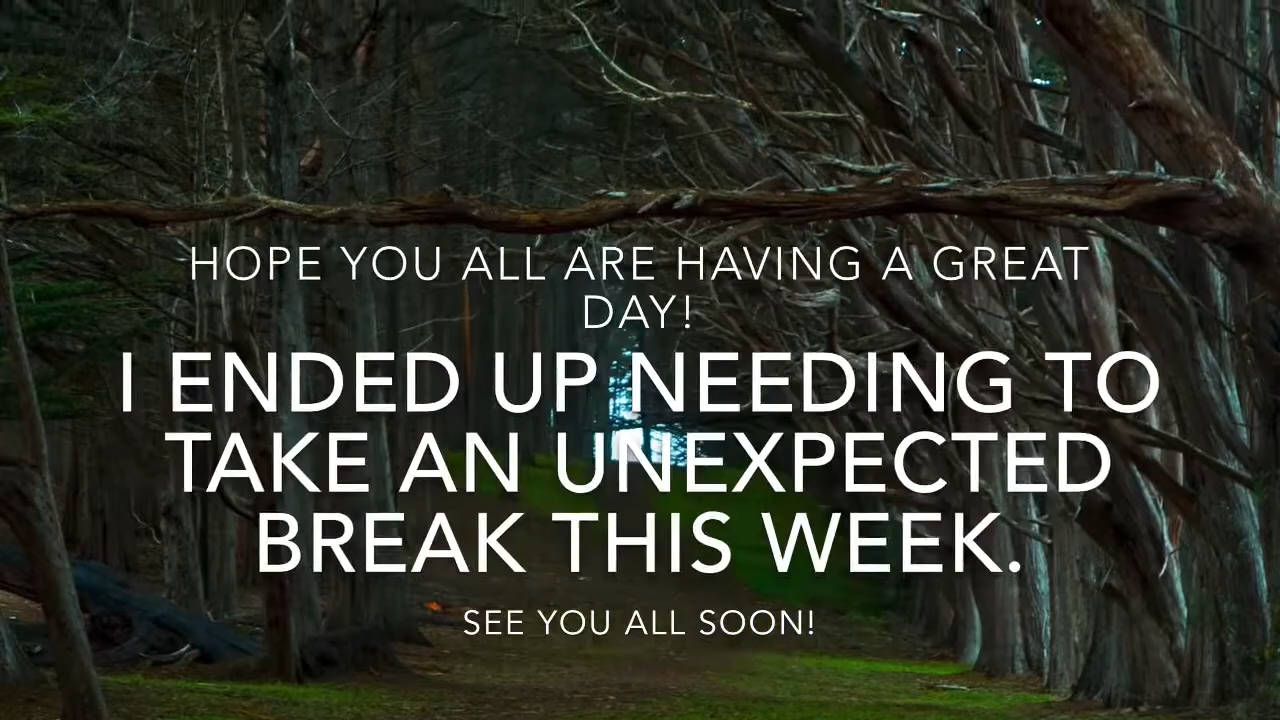 HOPE YOU ALL ARE HAVING A GREAT
DAY!
I ENDED UP NEEDING TO
TAKE AN UNEXPECTED
BREAK THIS WEEK.
SEE YOU ALL SOON!